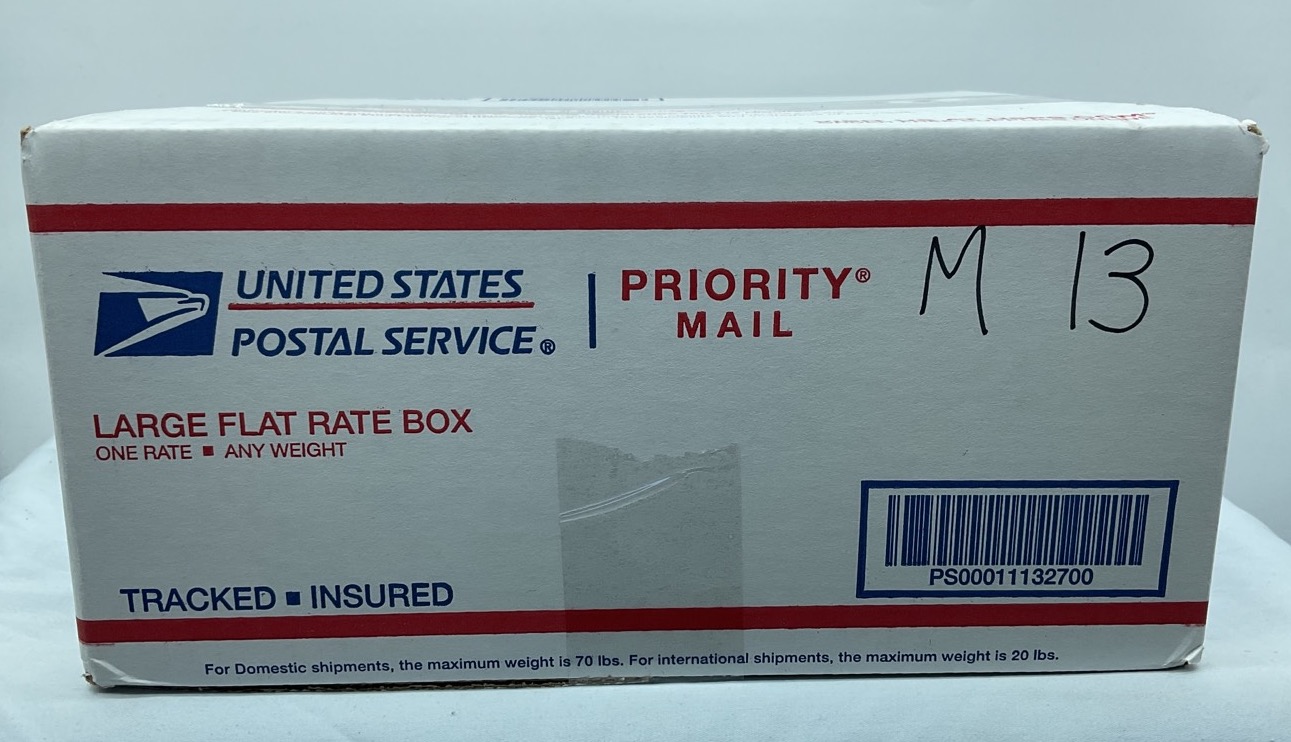 UNITED STATES
POSTAL SERVICE®
PRIORITY®
MAIL
M 13
LARGE FLAT RATE BOX
ONE RATE ■ ANY WEIGHT
PS00011132700
TRACKED ■ INSURED
For Domestic shipments, the maximum weight is 70 lbs. For international shipments, the maximum weight is 20 lbs.